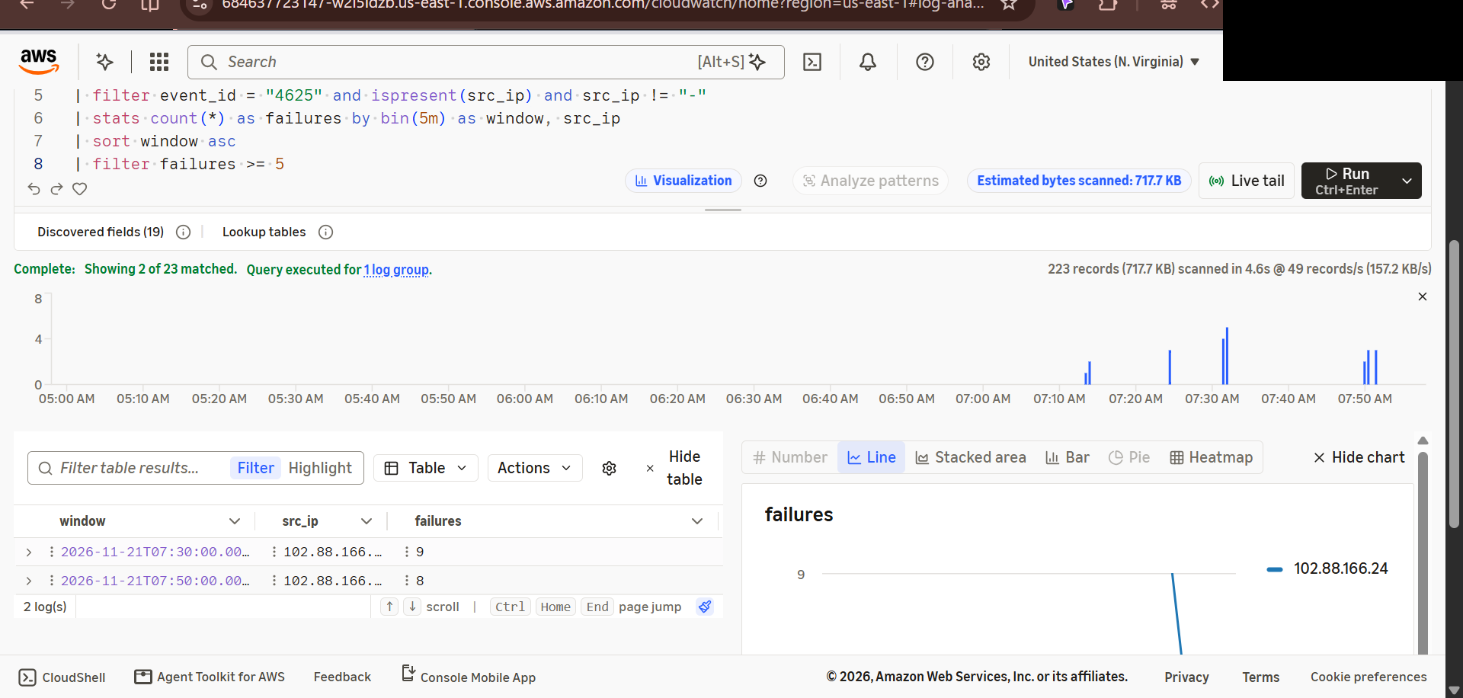 684637723147-w2i5idzb.us-east-1.console.aws.amazon.com/cloudwatch/home?region=us-east-1#log-ana...
aws
Search [Alt+S]
United States (N. Virginia) ▼
5 | filter event_id = "4625" and ispresent(src_ip) and src_ip != "-"
6 | stats count(*) as failures by bin(5m) as window, src_ip
7 | sort window asc
8 | filter failures >= 5
Visualization Analyze patterns Estimated bytes scanned: 717.7 KB Live tail Run
Ctrl+Enter
Discovered fields (19) Lookup tables
Complete: Showing 2 of 23 matched. Query executed for 1 log group. 223 records (717.7 KB) scanned in 4.6s @ 49 records/s (157.2 KB/s)
8
4
0
05:00 AM 05:10 AM 05:20 AM 05:30 AM 05:40 AM 05:50 AM 06:00 AM 06:10 AM 06:20 AM 06:30 AM 06:40 AM 06:50 AM 07:00 AM 07:10 AM 07:20 AM 07:30 AM 07:40 AM 07:50 AM
Filter table results... Filter Highlight Table Actions Hide table
# Number Line Stacked area Bar Pie Heatmap Hide chart
window src_ip failures
2026-11-21T07:30:00.00... 102.88.166.... 9
2026-11-21T07:50:00.00... 102.88.166.... 8
2 log(s) ↑ ↓ scroll | Ctrl Home End page jump
failures
9
102.88.166.24
CloudShell Agent Toolkit for AWS Feedback Console Mobile App © 2026, Amazon Web Services, Inc. or its affiliates. Privacy Terms Cookie preferences